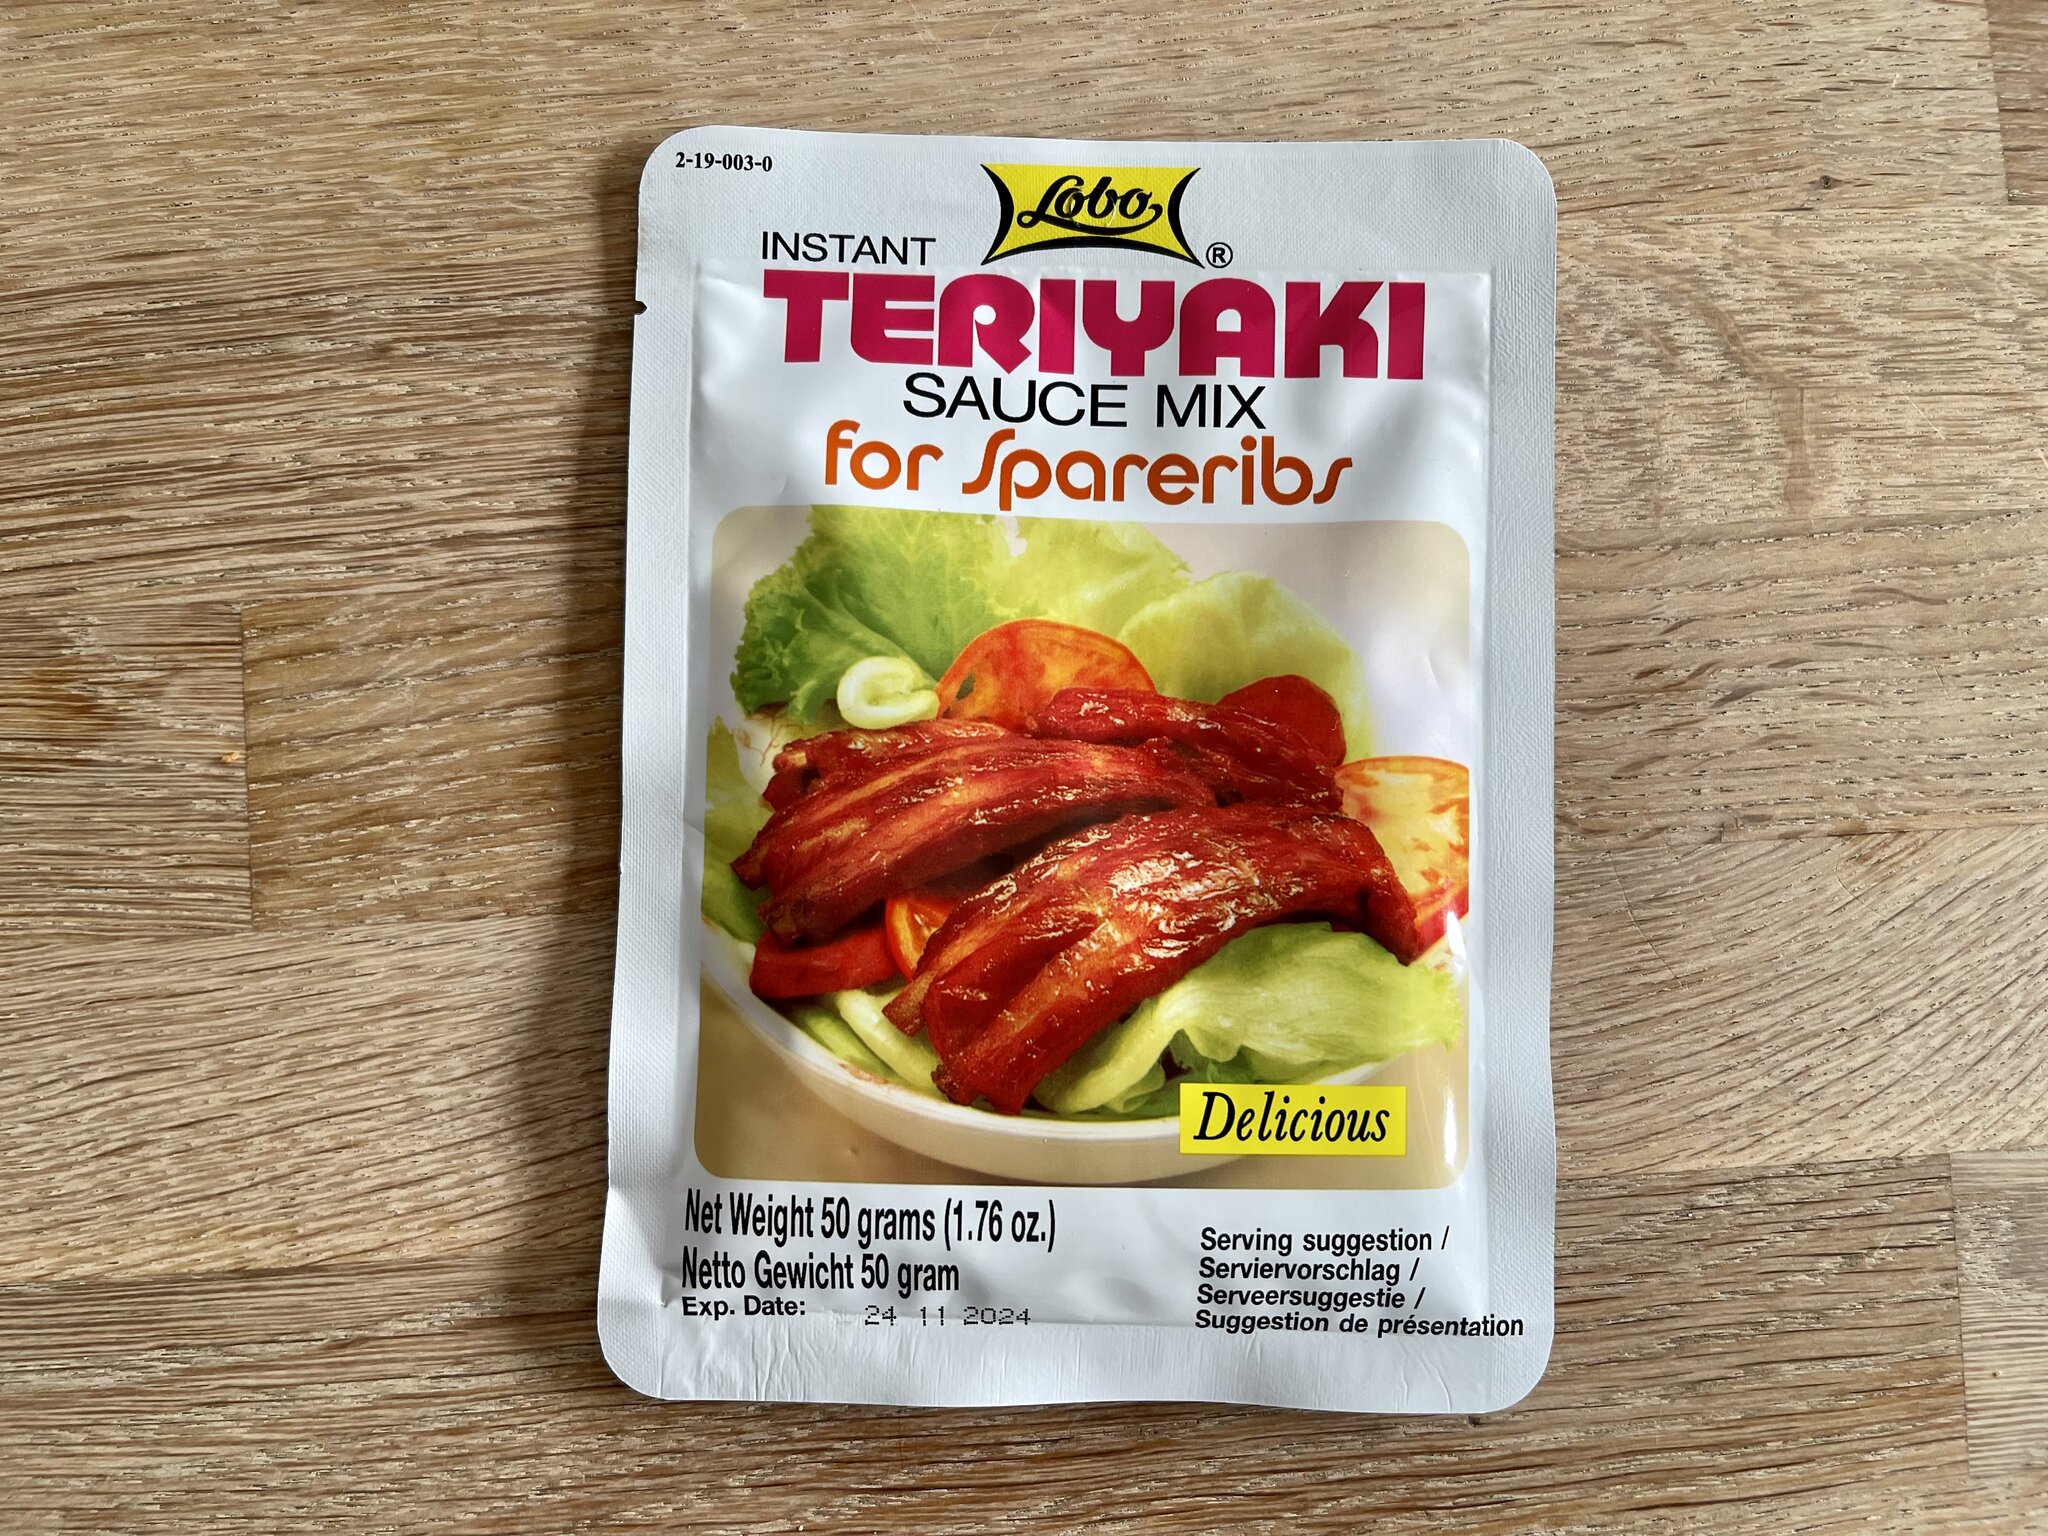 2-19-003-0
Lobo
®
INSTANT
TERIYAKI
SAUCE MIX
for Spareribs
Delicious
Net Weight 50 grams (1.76 oz.)
Netto Gewicht 50 gram
Exp. Date: 24 11 2024
Serving suggestion /
Serviervorschlag /
Serveersuggestie /
Suggestion de présentation